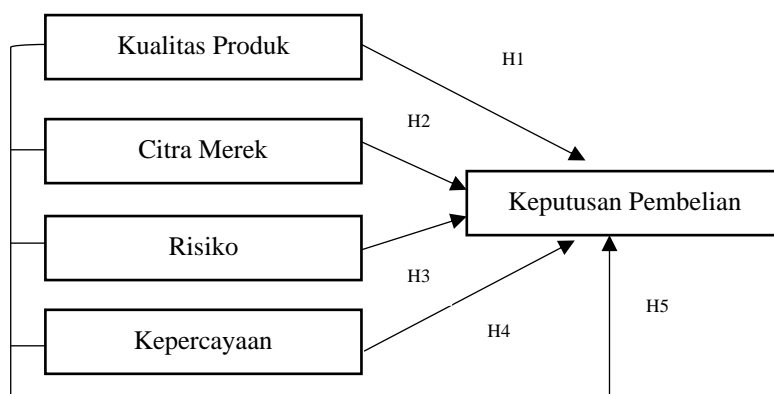 Kualitas Produk
H1
H2
Citra Merek
Keputusan Pembelian
Risiko
H3
Kepercayaan
H4
H5